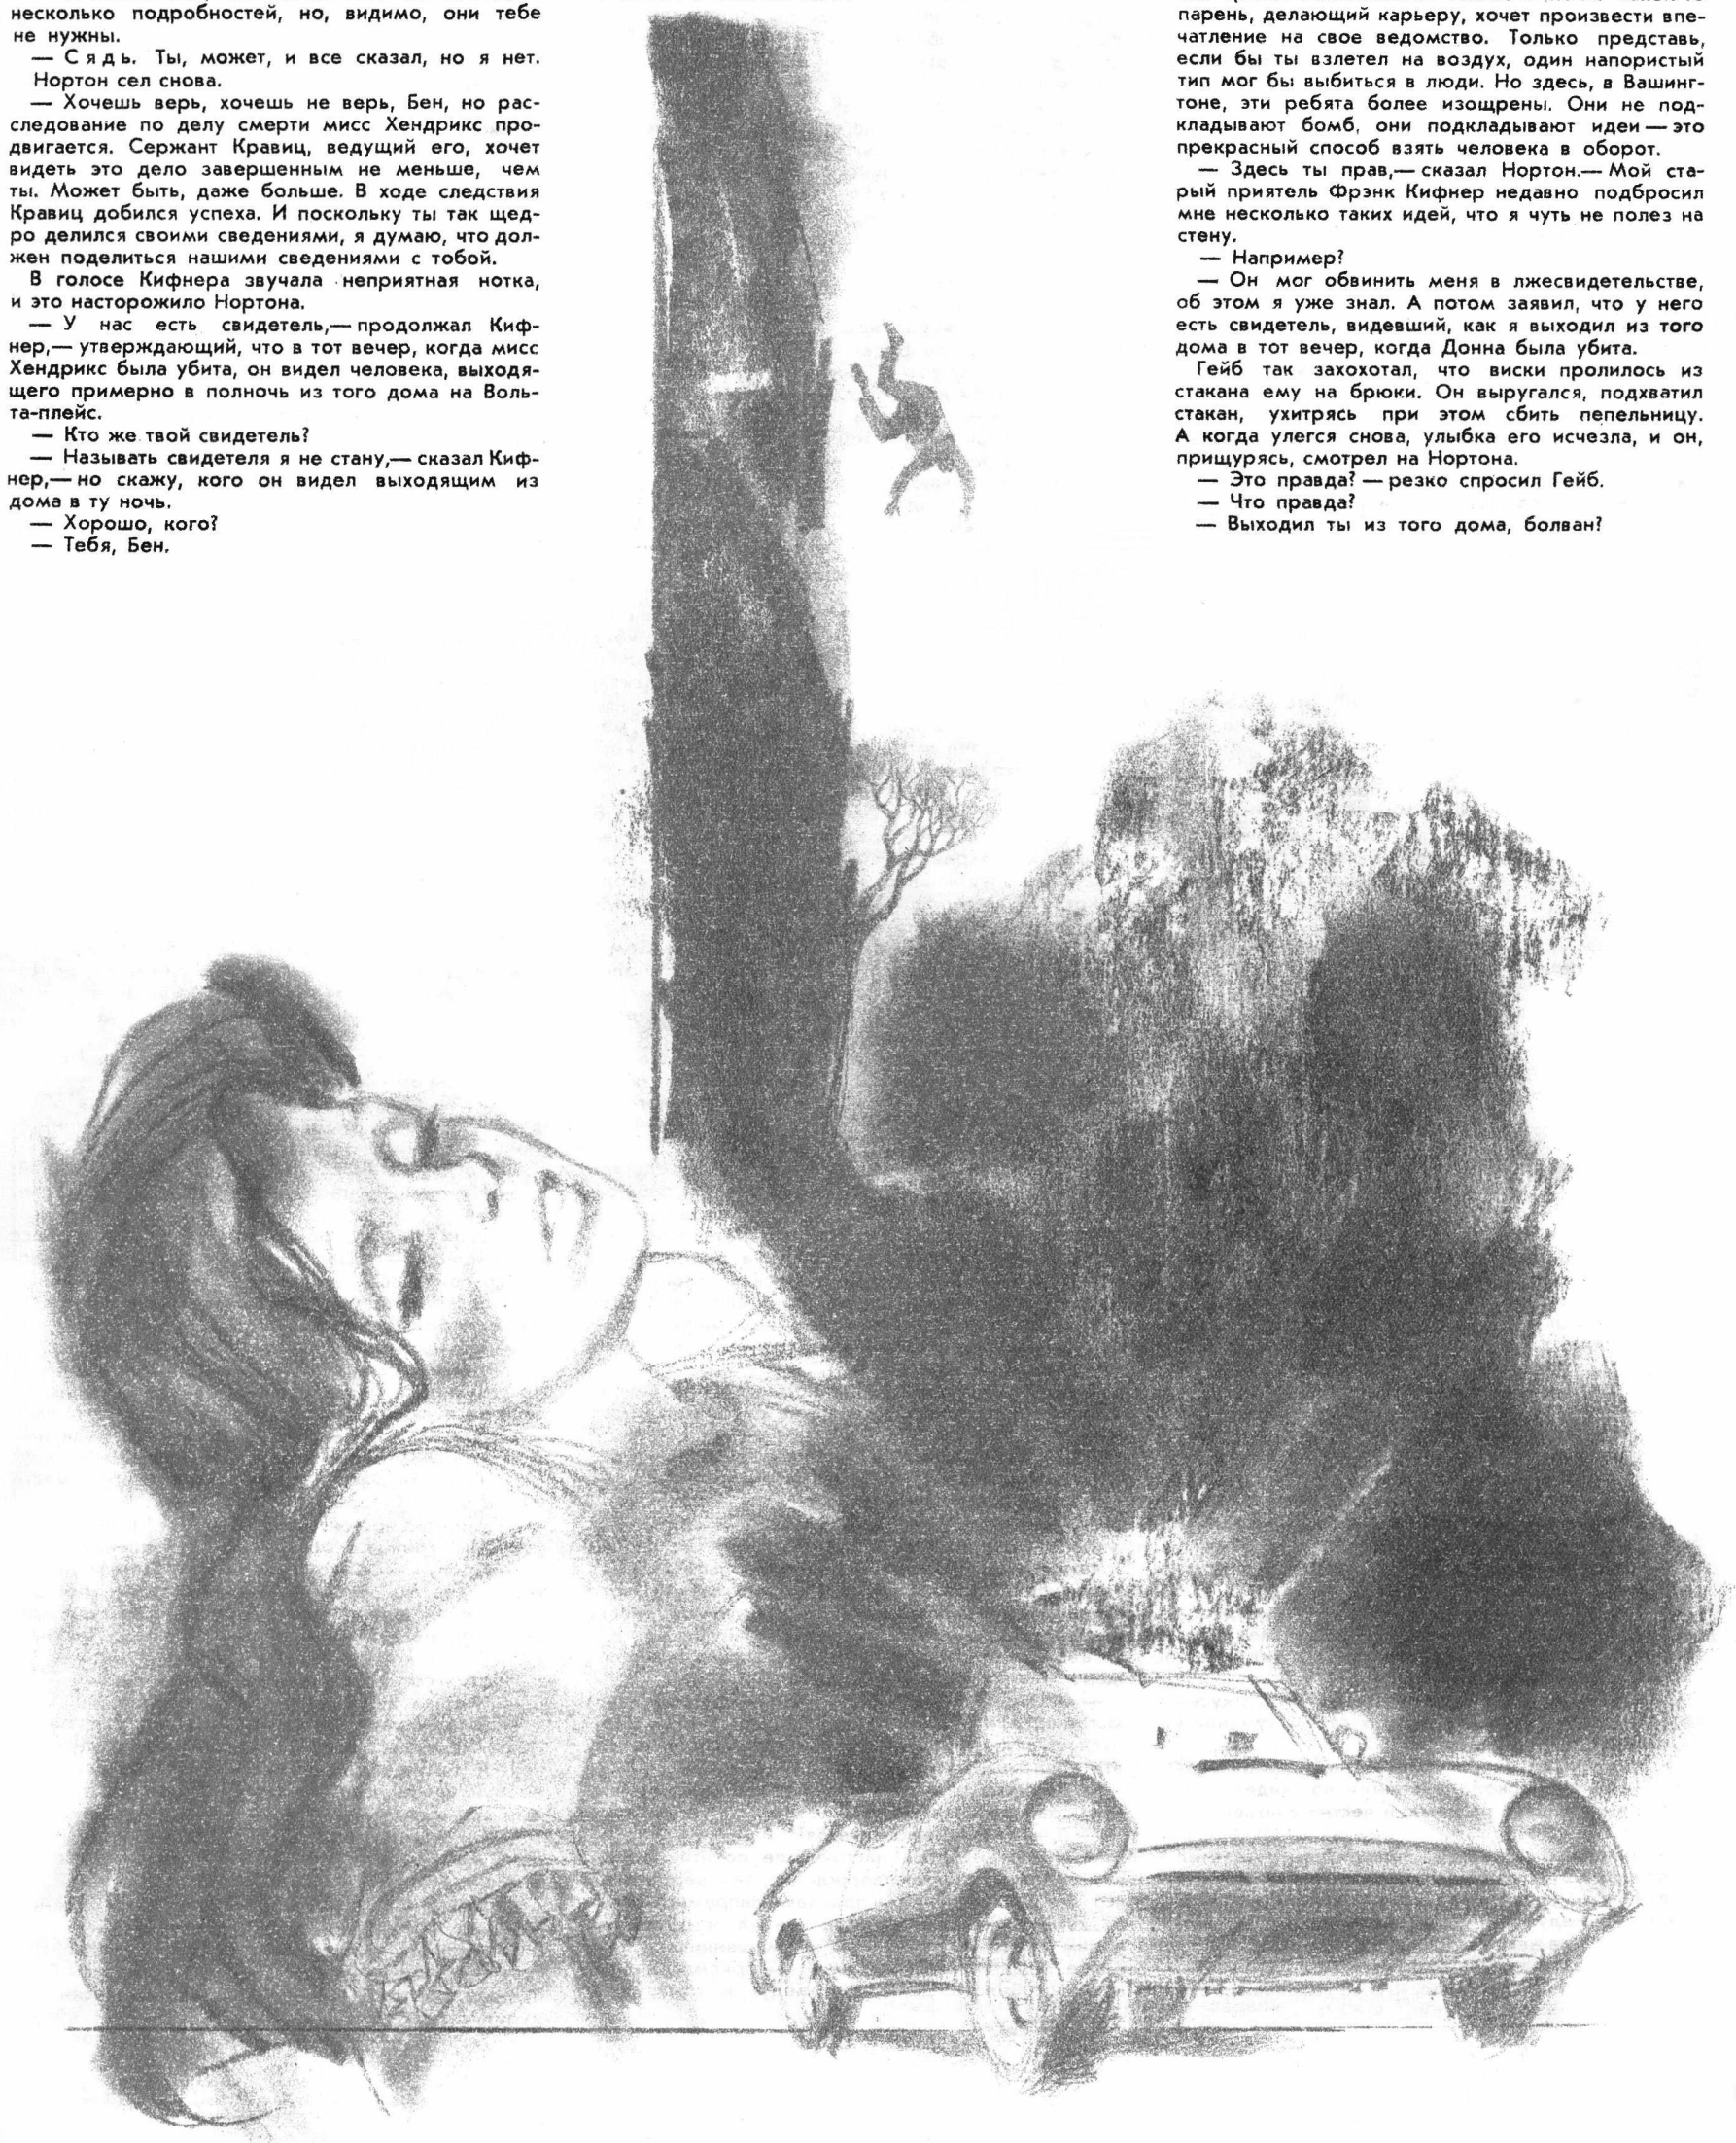 несколько подробностей, но, видимо, они тебе
не нужны.
— Сядь. Ты, может, и все сказал, но я нет.
Нортон сел снова.
— Хочешь верь, хочешь не верь, Бен, но рас-
следование по делу смерти мисс Хендрикс про-
двигается. Сержант Кравиц, ведущий его, хочет
видеть это дело завершенным не меньше, чем
ты. Может быть, даже больше. В ходе следствия
Кравиц добился успеха. И поскольку ты так щед-
ро делился своими сведениями, я думаю, что дол-
жен поделиться нашими сведениями с тобой.
В голосе Кифнера звучала неприятная нотка,
и это насторожило Нортона.
— У нас есть свидетель,— продолжал Киф-
нер,— утверждающий, что в тот вечер, когда мисс
Хендрикс была убита, он видел человека, выходя-
щего примерно в полночь из того дома на Воль-
та-плейс.
— Кто же твой свидетель?
— Называть свидетеля я не стану,— сказал Киф-
нер,— но скажу, кого он видел выходящим из
дома в ту ночь.
— Хорошо, кого?
— Тебя, Бен.
парень, делающий карьеру, хочет произвести впе-
чатление на свое ведомство. Только представь,
если бы ты взлетел на воздух, один напористый
тип мог бы выбиться в люди. Но здесь, в Вашинг-
тоне, эти ребята более изощрены. Они не под-
кладывают бомб, они подкладывают идеи — это
прекрасный способ взять человека в оборот.
— Здесь ты прав,— сказал Нортон.— Мой ста-
рый приятель Фрэнк Кифнер недавно подбросил
мне несколько таких идей, что я чуть не полез на
стену.
— Например?
— Он мог обвинить меня в лжесвидетельстве,
об этом я уже знал. А потом заявил, что у него
есть свидетель, видевший, как я выходил из того
дома в тот вечер, когда Донна была убита.
Гейб так захохотал, что виски пролилось из
стакана ему на брюки. Он выругался, подхватил
стакан, ухитрясь при этом сбить пепельницу.
А когда улегся снова, улыбка его исчезла, и он,
прищурясь, смотрел на Нортона.
— Это правда? — резко спросил Гейб.
— Что правда?
— Выходил ты из того дома, болван?